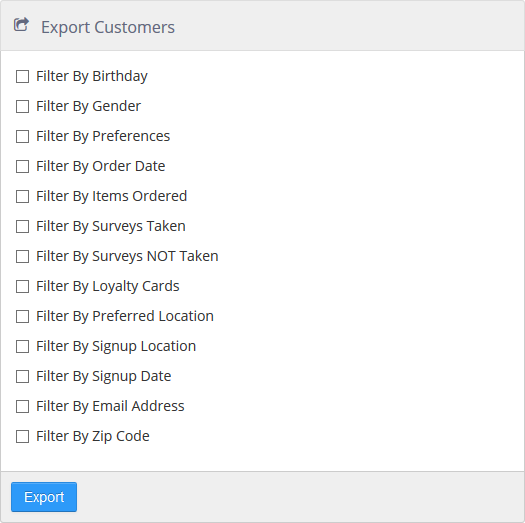 Export Customers
Filter By Birthday
Filter By Gender
Filter By Preferences
Filter By Order Date
Filter By Items Ordered
Filter By Surveys Taken
Filter By Surveys NOT Taken
Filter By Loyalty Cards
Filter By Preferred Location
Filter By Signup Location
Filter By Signup Date
Filter By Email Address
Filter By Zip Code
Export